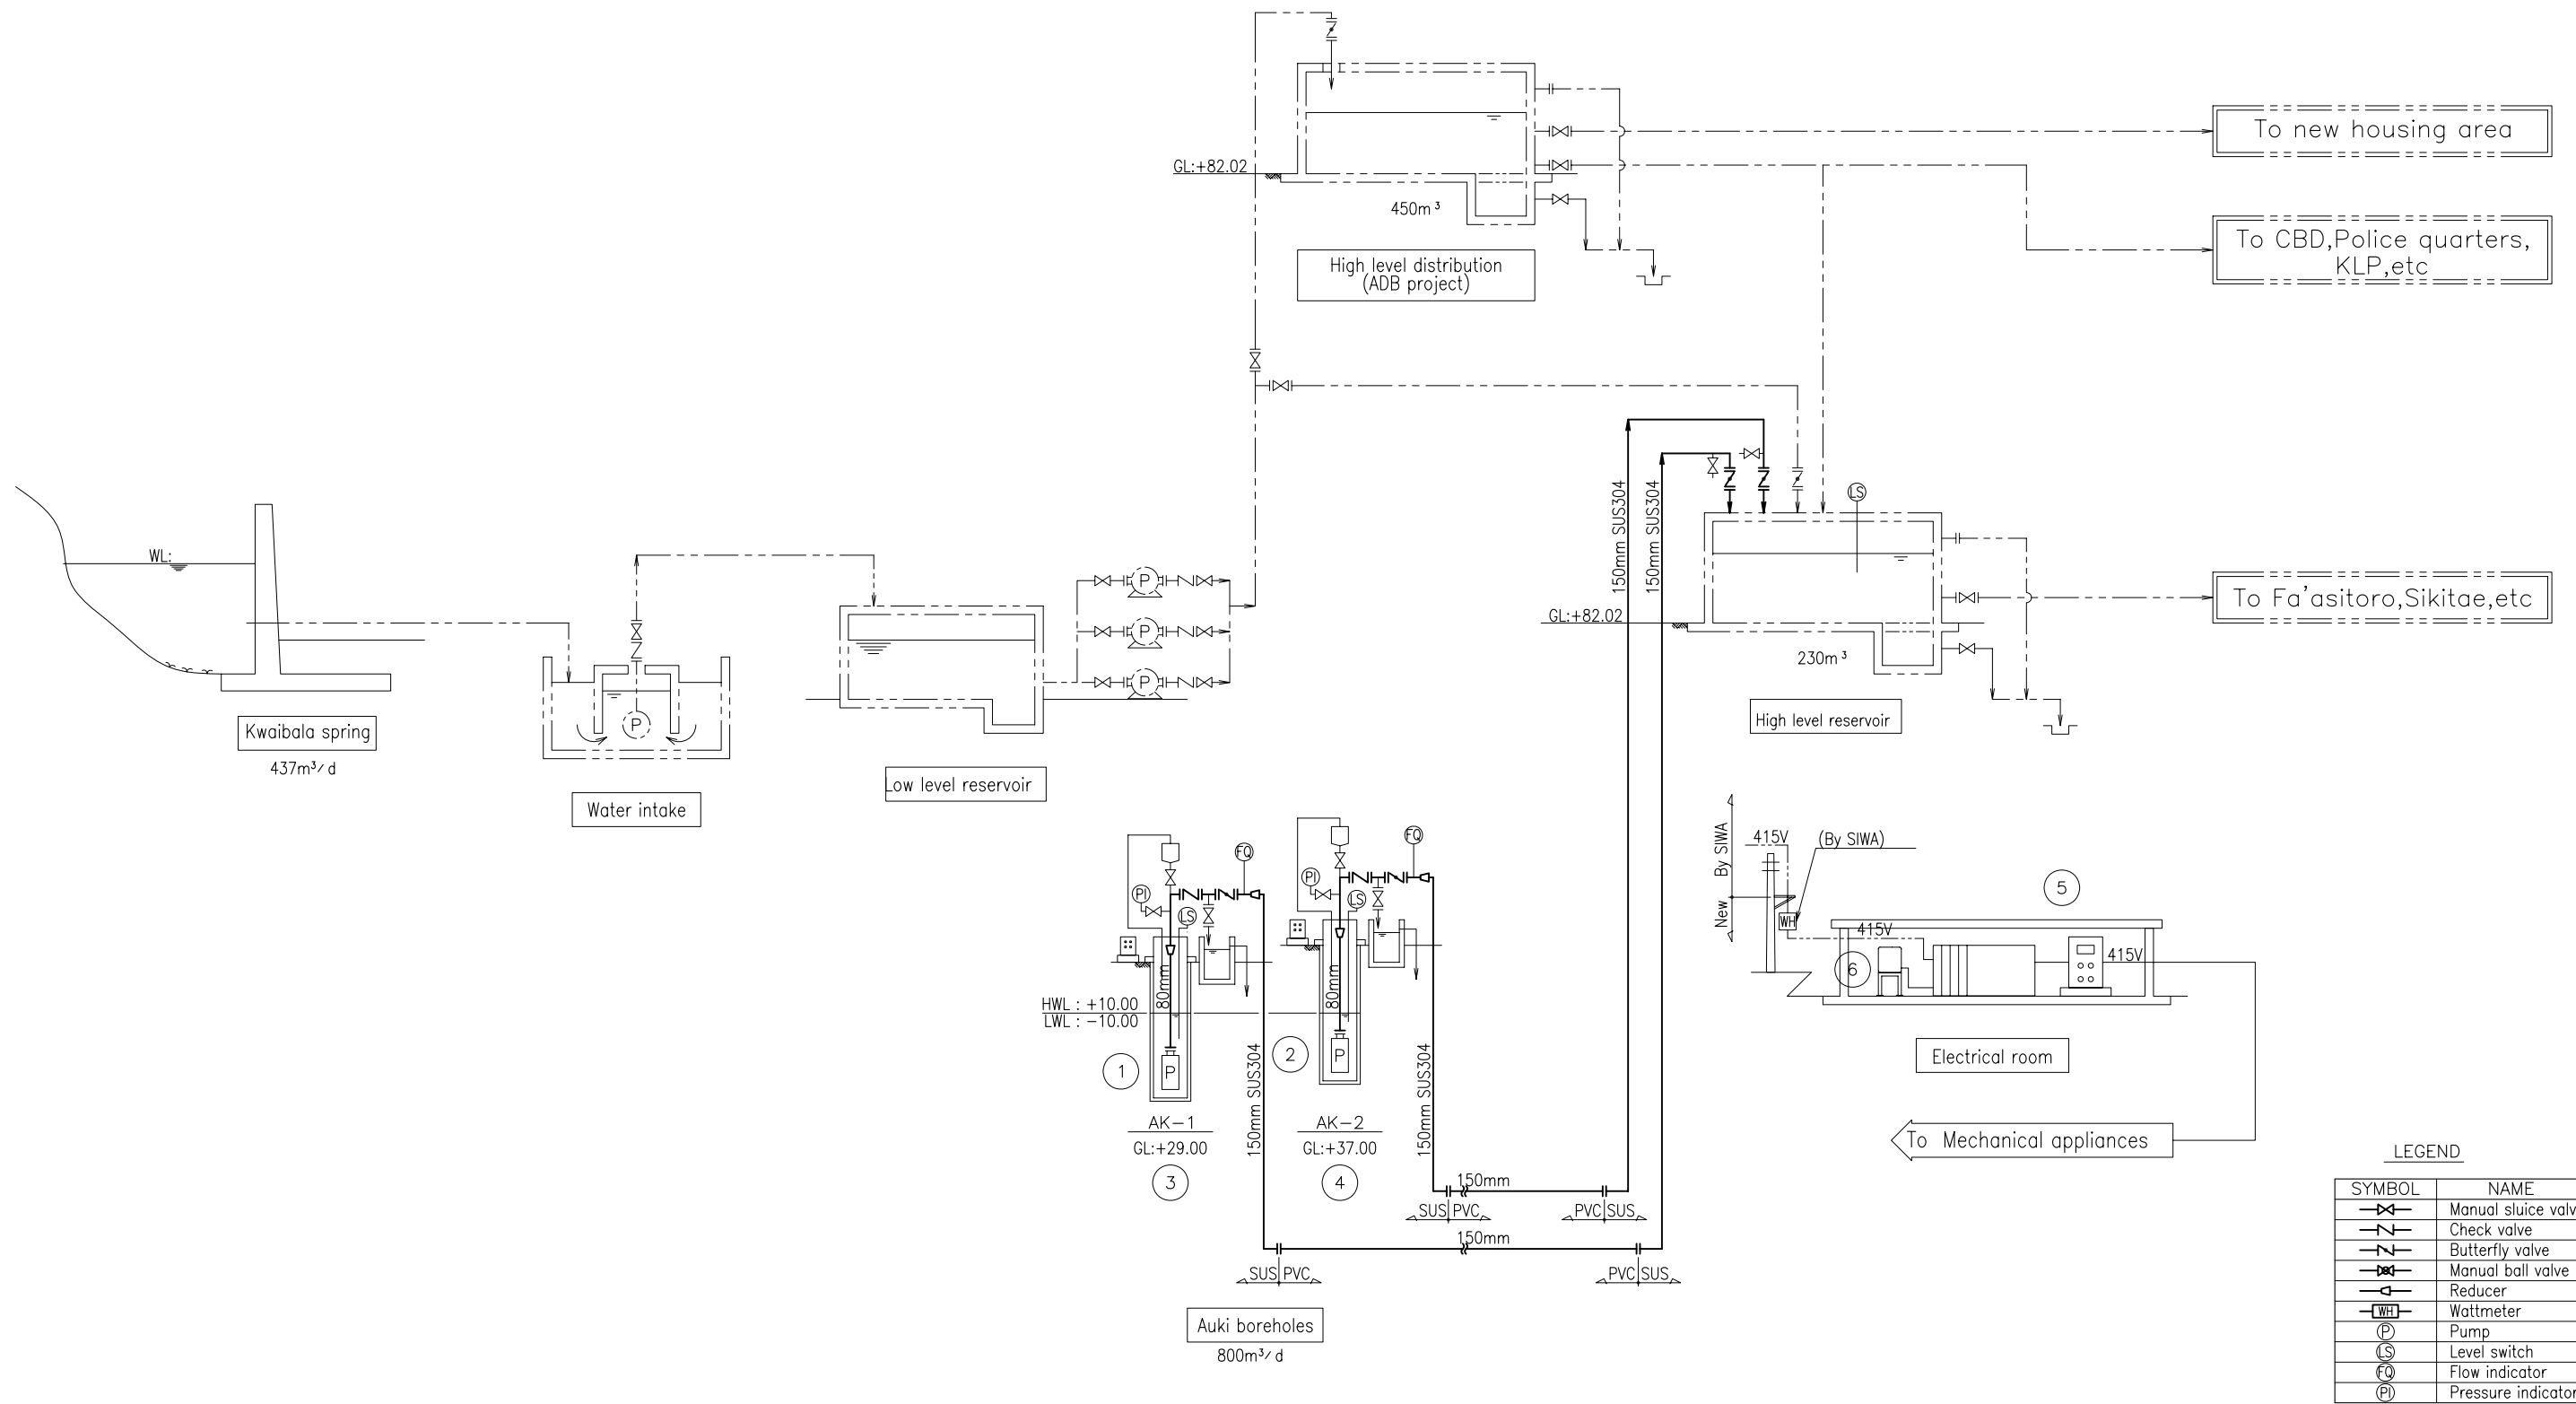 GL:+82.02
450m³
High level distribution
(ADB project)
To new housing area
To CBD,Police quarters,
KLP,etc
WL:
Kwaibala spring
437m³/d
P
Water intake
Low level reservoir
P
P
P
150mm SUS304
150mm SUS304
LS
GL:+82.02
230m³
High level reservoir
To Fa'asitoro,Sikitae,etc
FQ
PI
LS
80mm
HWL : +10.00
LWL : -10.00
1
P
AK-1
GL:+29.00
3
150mm SUS304
FQ
PI
LS
80mm
2
P
AK-2
GL:+37.00
4
150mm SUS304
150mm
SUS PVC
PVC SUS
150mm
SUS PVC
PVC SUS
Auki boreholes
800m³/d
By SIWA
New
415V
(By SIWA)
WH
415V
5
6
415V
Electrical room
To Mechanical appliances
LEGEND
SYMBOL NAME
Manual sluice valv
Check valve
Butterfly valve
Manual ball valve
Reducer
WH Wattmeter
P Pump
LS Level switch
FQ Flow indicator
PI Pressure indicator